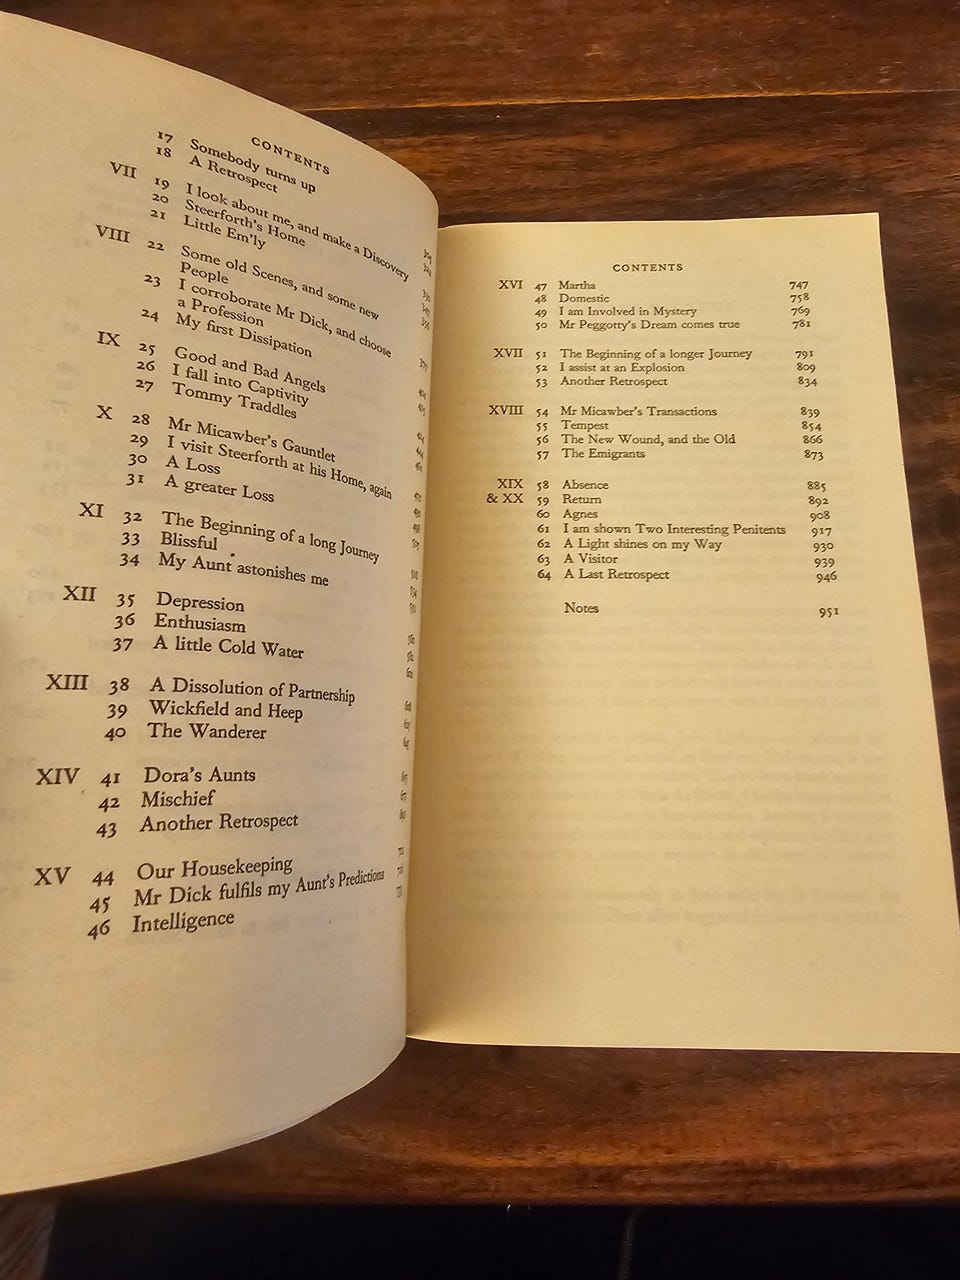 CONTENTS
17 Somebody turns up
18 A Retrospect
VII 19 I look about me, and make a Discovery
20 Steerforth's Home
21 Little Em'ly
VIII 22 Some old Scenes, and some new
People
23 I corroborate Mr Dick, and choose
a Profession
24 My first Dissipation
IX 25 Good and Bad Angels
26 I fall into Captivity
27 Tommy Traddles
X 28 Mr Micawber's Gauntlet
29 I visit Steerforth at his Home, again
30 A Loss
31 A greater Loss
XI 32 The Beginning of a long Journey
33 Blissful
34 My Aunt astonishes me
XII 35 Depression
36 Enthusiasm
37 A little Cold Water
XIII 38 A Dissolution of Partnership
39 Wickfield and Heep
40 The Wanderer
XIV 41 Dora's Aunts
42 Mischief
43 Another Retrospect
XV 44 Our Housekeeping
45 Mr Dick fulfils my Aunt's Predictions
46 Intelligence
CONTENTS
XVI 47 Martha 747
48 Domestic 758
49 I am Involved in Mystery 769
50 Mr Peggotty's Dream comes true 781
XVII 51 The Beginning of a longer Journey 791
52 I assist at an Explosion 809
53 Another Retrospect 834
XVIII 54 Mr Micawber's Transactions 839
55 Tempest 854
56 The New Wound, and the Old 866
57 The Emigrants 873
XIX 58 Absence 885
& XX 59 Return 892
60 Agnes 908
61 I am shown Two Interesting Penitents 917
62 A Light shines on my Way 930
63 A Visitor 939
64 A Last Retrospect 946
Notes 951